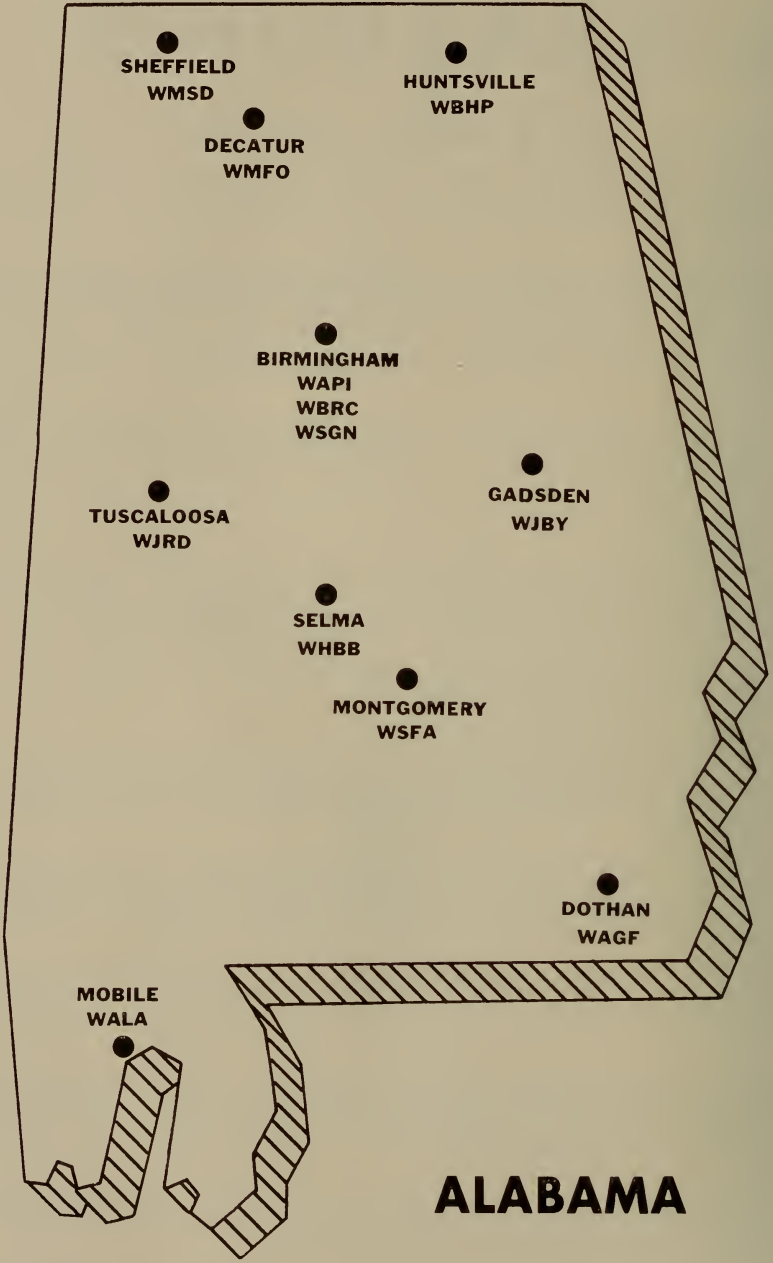 SHEFFIELD
WMSD
HUNTSVILLE
WBHP
DECATUR
WMFO
BIRMINGHAM
WAPI
WBRC
WSGN
GADSDEN
WJBY
TUSCALOOSA
WJRD
SELMA
WHBB
MONTGOMERY
WSFA
DOTHAN
WAGF
MOBILE
WALA
ALABAMA